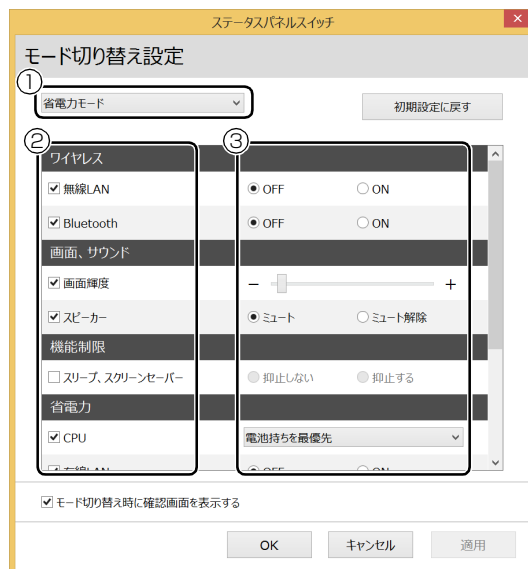 ステータスパネルスイッチ
モード切り替え設定
①
省電力モード
初期設定に戻す
② ③
ワイヤレス
無線LAN OFF ON
Bluetooth OFF ON
画面、サウンド
画面輝度 − +
スピーカー ミュート ミュート解除
機能制限
スリープ、スクリーンセーバー 抑止しない 抑止する
省電力
CPU 電池持ちを最優先
有線LAN OFF ON
モード切り替え時に確認画面を表示する
OK キャンセル 適用